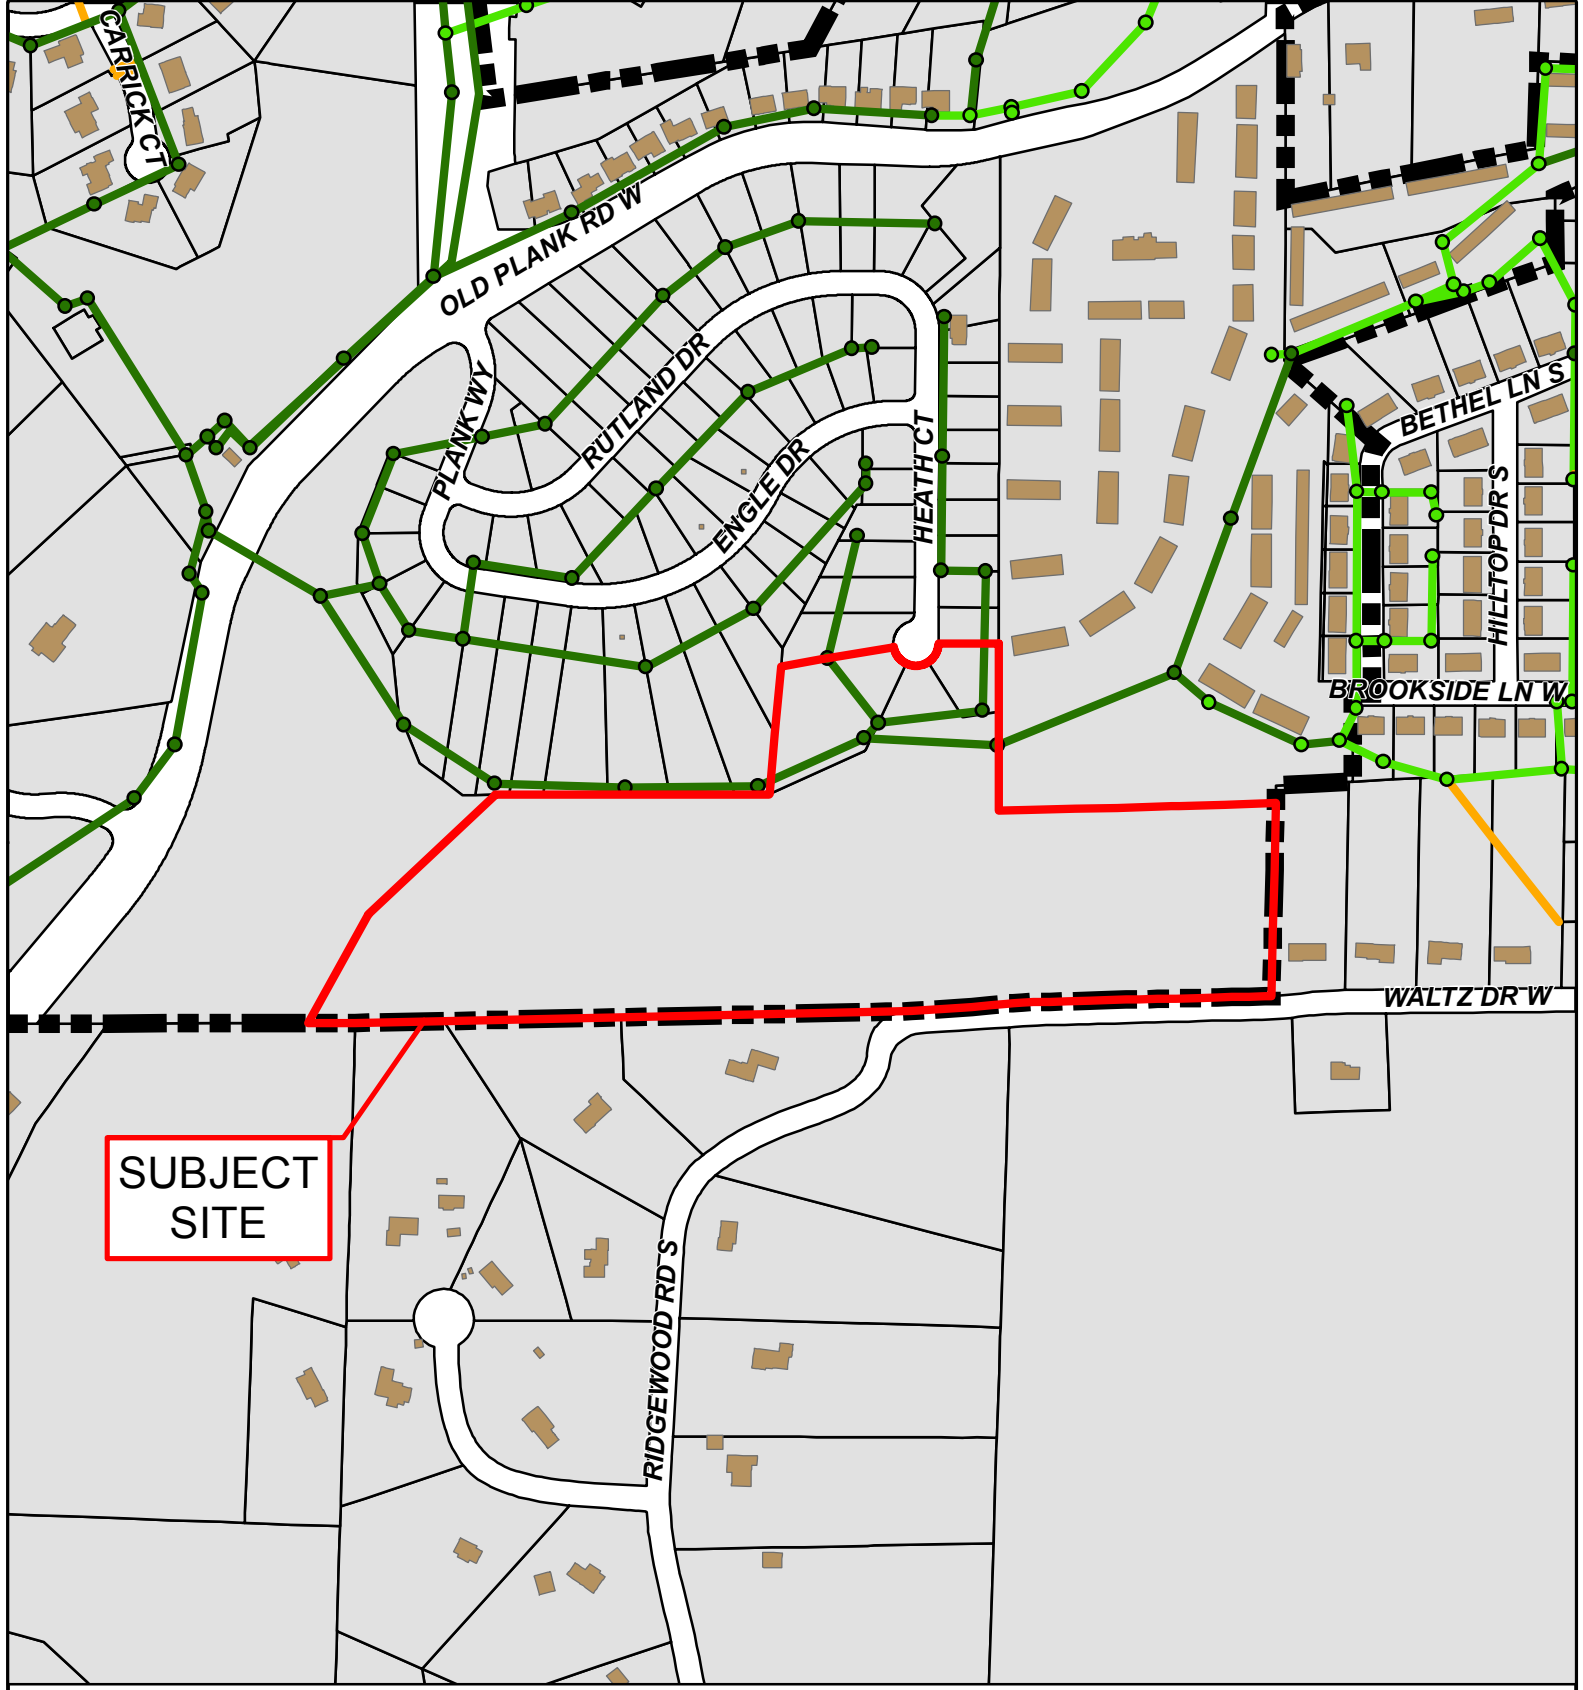 CARRICK CT
OLD PLANK RD W
PLANK WY
RUTLAND DR
ENGLE DR
HEATH CT
BETHEL LN S
HILLTOP DR S
BROOKSIDE LN W
WALTZ DR W
SUBJECT
SITE
RIDGEWOOD RD S